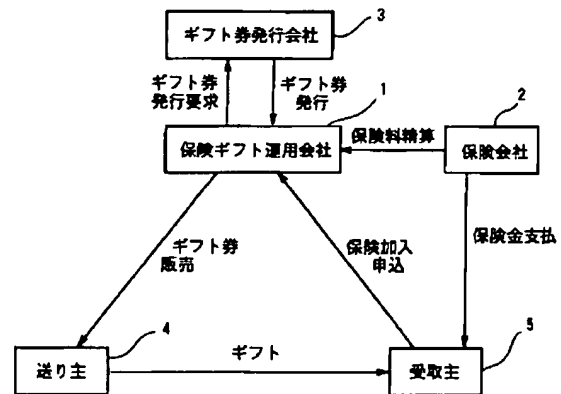 3
ギフト券発行会社
ギフト券
発行要求
ギフト券
発行
1
2
保険ギフト運用会社
保険料精算
保険会社
ギフト券
販売
保険加入
申込
保険金支払
4
5
送り主
ギフト
受取主